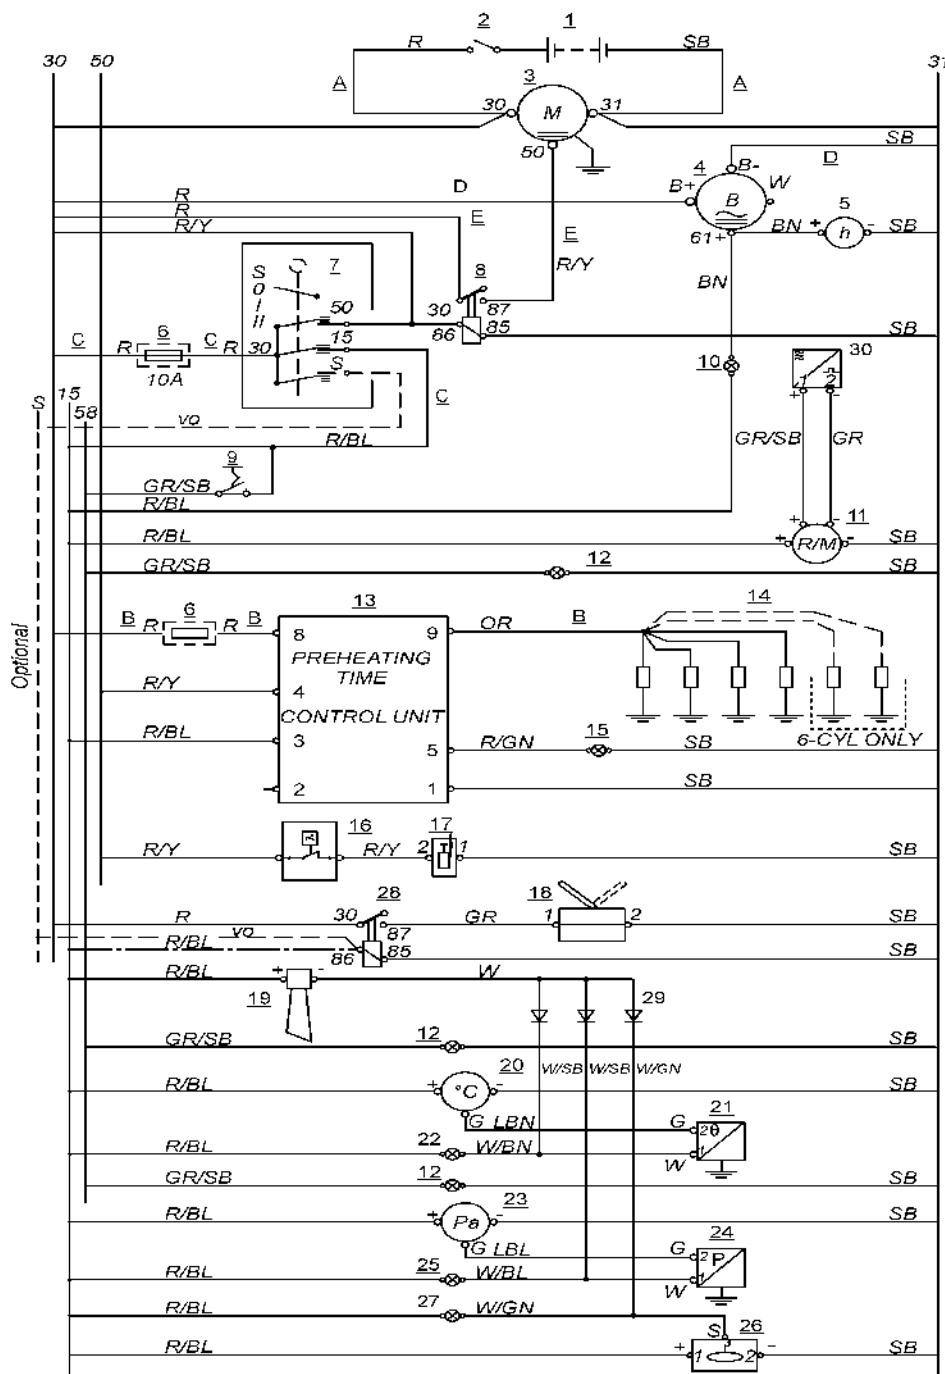 2 1
R SB
30 50 31
A 3 A
30 M 31
50 SB
D
4 B-
D B+ B W
R
R E 5
R/Y 61+ BN + h - SB
E
7 8 R/Y BN
S
O
I
II
50 30 87
86 85 SB
C R 6 C R 30 15
10A S 10 30
1 2
S 15 58 C + -
vo
R/BL GR/SB GR
9
GR/SB
R/BL + - 11
R/BL + R/M - SB
GR/SB 12 SB
13 14
B R 6 R B 8 9 OR B
PREHEATING
TIME
Optional
R/Y 4
CONTROL UNIT
R/BL 3 15 6-CYL ONLY
5 R/GN SB
2 1 SB
16 17
R/Y R/Y 2 1 SB
28 18
R 30 87 GR 1 2 SB
vo
R/BL 86 85 SB
R/BL + - W
19 29
GR/SB 12 SB
W/SB W/SB W/GN
20
R/BL + °C - SB
21
G LBN G 2 θ
22
R/BL W/BN W 1
GR/SB 12 SB
23
R/BL + Pa - SB
24
G LBL G 2 P
R/BL 25 W/BL W 1
R/BL 27 W/GN
S 26
R/BL + 1 2 - SB